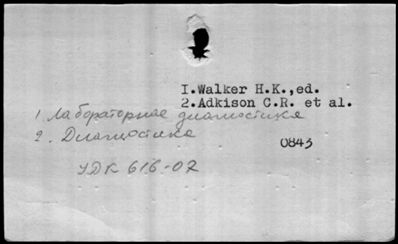 I.Walker H.K.,ed.
2.Adkison C.R. et al.
1. Лабораторная диагностика
2. Диагностика
0843
УДК 616-07